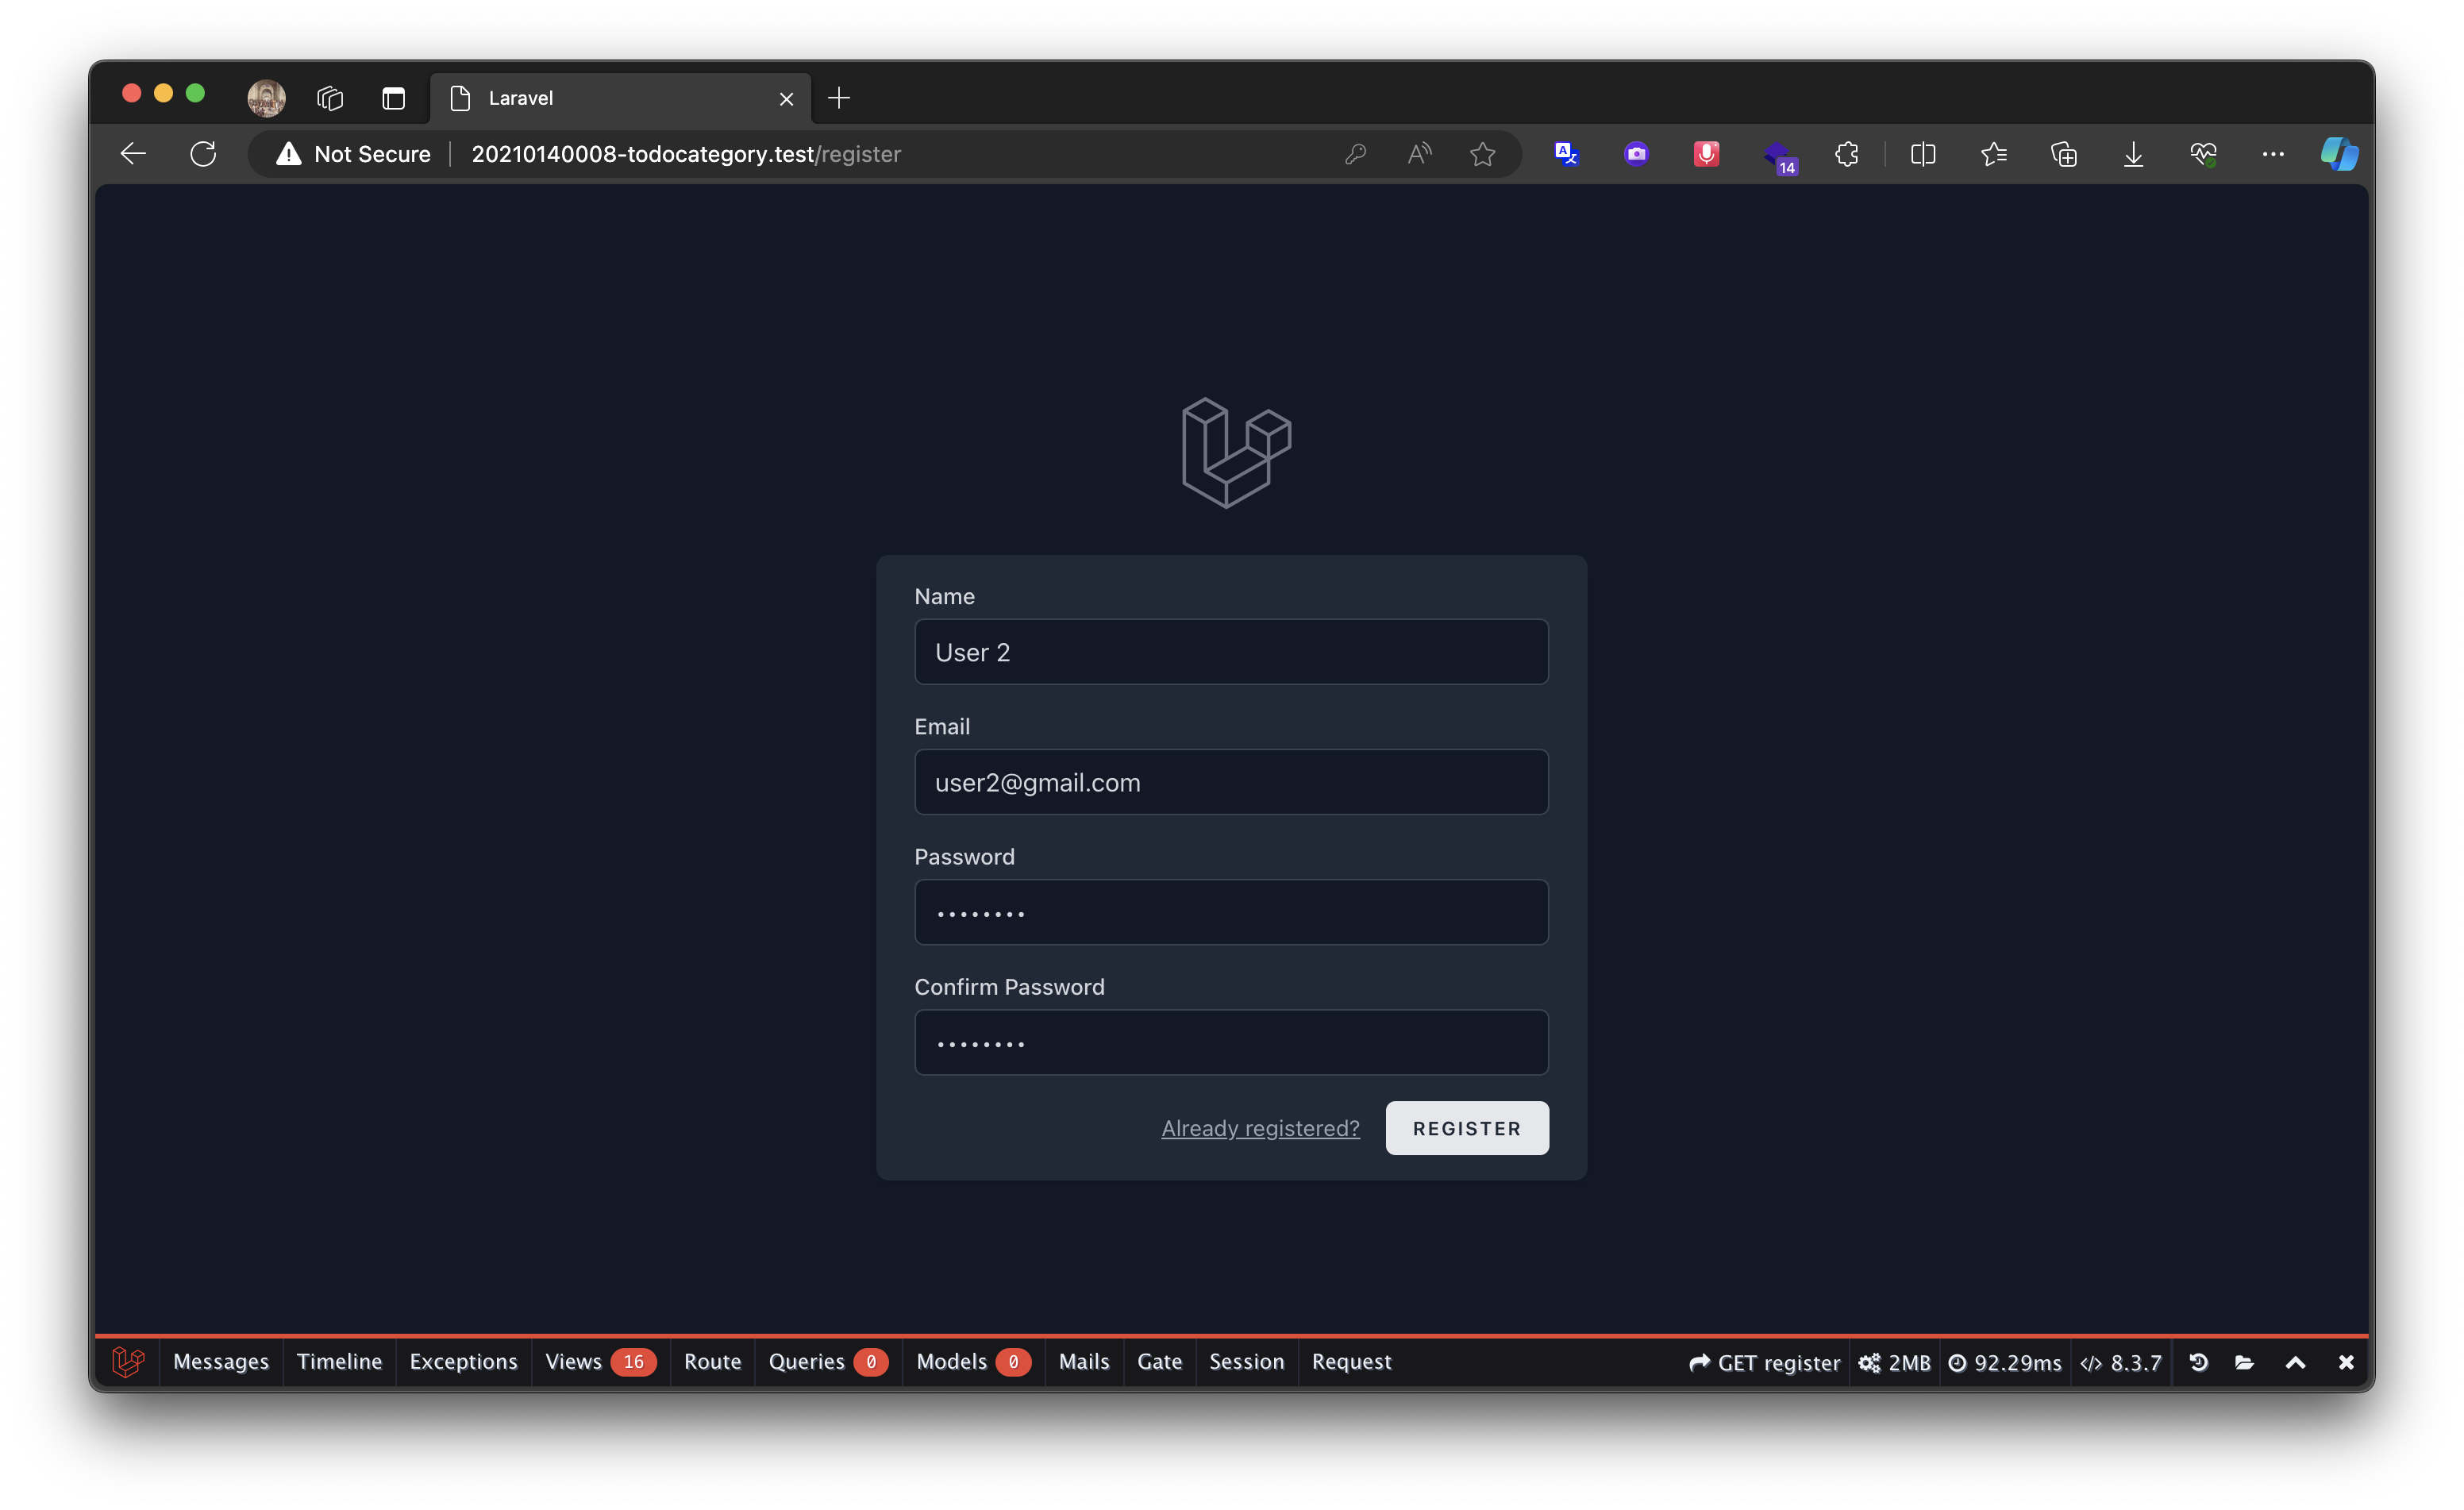 Laravel
Not Secure 20210140008-todocategory.test/register
14
Name
User 2
Email
user2@gmail.com
Password
••••••••
Confirm Password
••••••••
Already registered? REGISTER
Messages Timeline Exceptions Views 16 Route Queries 0 Models 0 Mails Gate Session Request GET register 2MB 92.29ms 8.3.7